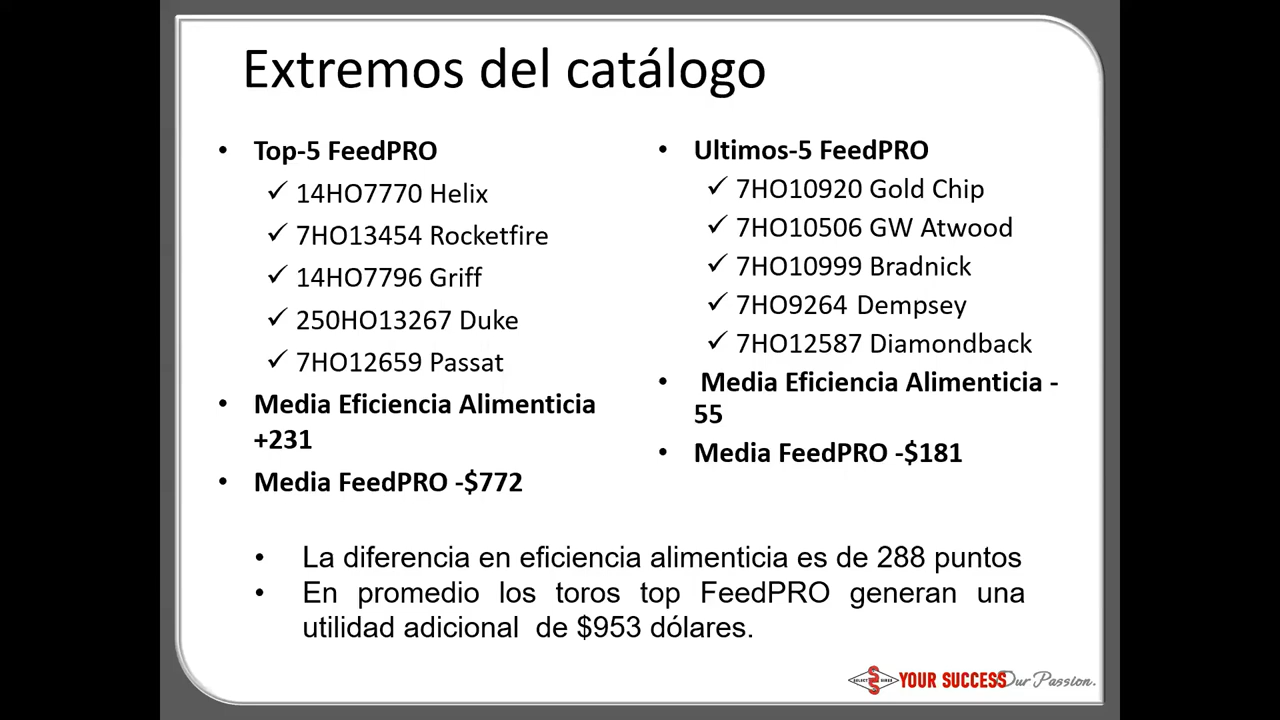 Extremos del catálogo
• Top-5 FeedPRO
✓ 14HO7770 Helix
✓ 7HO13454 Rocketfire
✓ 14HO7796 Griff
✓ 250HO13267 Duke
✓ 7HO12659 Passat
• Media Eficiencia Alimenticia
+231
• Media FeedPRO -$772
• Ultimos-5 FeedPRO
✓ 7HO10920 Gold Chip
✓ 7HO10506 GW Atwood
✓ 7HO10999 Bradnick
✓ 7HO9264 Dempsey
✓ 7HO12587 Diamondback
• Media Eficiencia Alimenticia -
55
• Media FeedPRO -$181
• La diferencia en eficiencia alimenticia es de 288 puntos
• En promedio los toros top FeedPRO generan una
utilidad adicional de $953 dólares.
SELECT SIRES YOUR SUCCESS Our Passion.